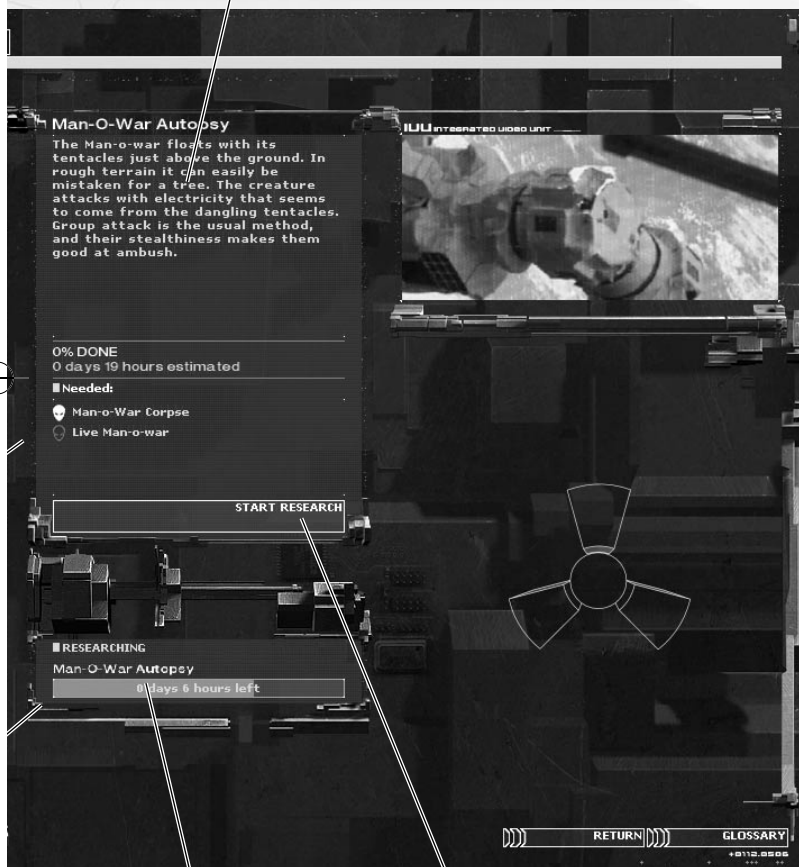 Man-O-War Autopsy
The Man-o-war floats with its
tentacles just above the ground. In
rough terrain it can easily be
mistaken for a tree. The creature
attacks with electricity that seems
to come from the dangling tentacles.
Group attack is the usual method,
and their stealthiness makes them
good at ambush.
IUU INTEGRATED VIDEO UNIT
0% DONE
0 days 19 hours estimated
Needed:
Man-o-War Corpse
Live Man-o-war
START RESEARCH
RESEARCHING
Man-O-War Autopsy
0 days 6 hours left
RETURN
GLOSSARY